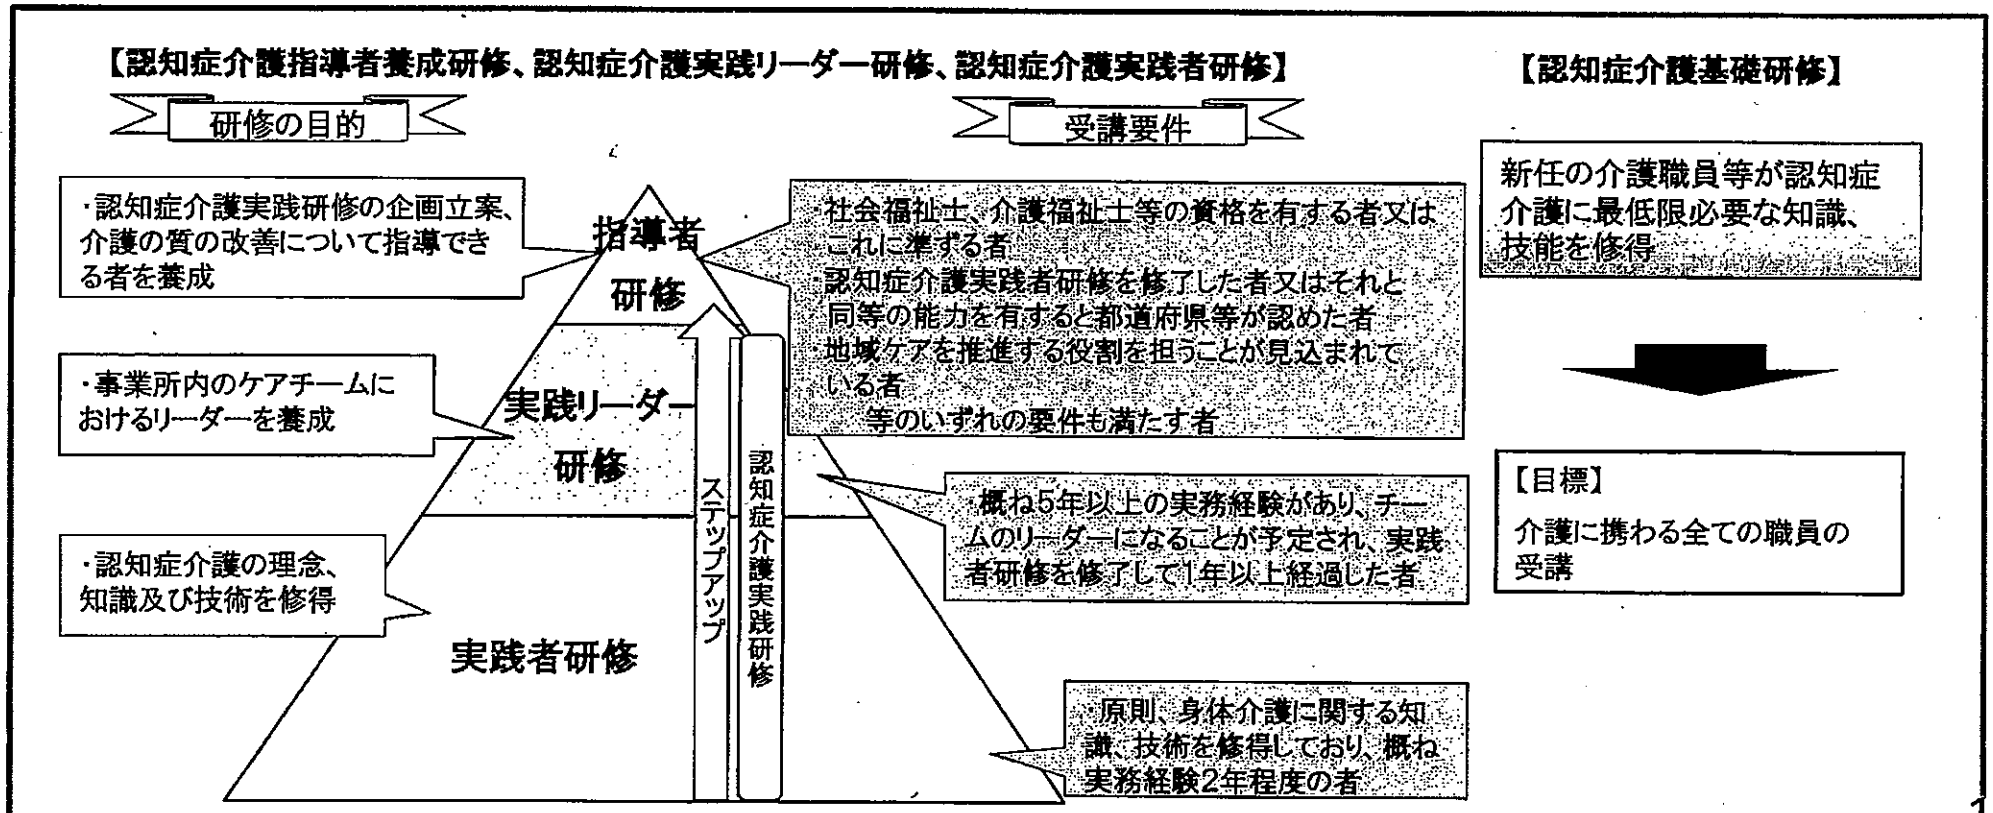 【認知症介護指導者養成研修、認知症介護実践リーダー研修、認知症介護実践者研修】
研修の目的
受講要件
・認知症介護実践研修の企画立案、
介護の質の改善について指導でき
る者を養成
・事業所内のケアチームに
おけるリーダーを養成
・認知症介護の理念、
知識及び技術を修得
指導者
研修
実践リーダー
研修
実践者研修
ステップアップ
認知症介護実践研修
・社会福祉士、介護福祉士等の資格を有する者又は
これに準ずる者
・認知症介護実践者研修を修了した者又はそれと
同等の能力を有すると都道府県等が認めた者
・地域ケアを推進する役割を担うことが見込まれて
いる者
等のいずれの要件も満たす者
・概ね5年以上の実務経験があり、チー
ムのリーダーになることが予定され、実践
者研修を修了して1年以上経過した者
・原則、身体介護に関する知
識、技術を修得しており、概ね
実務経験2年程度の者
【認知症介護基礎研修】
新任の介護職員等が認知症
介護に最低限必要な知識、
技能を修得
【目標】
介護に携わる全ての職員の
受講
1